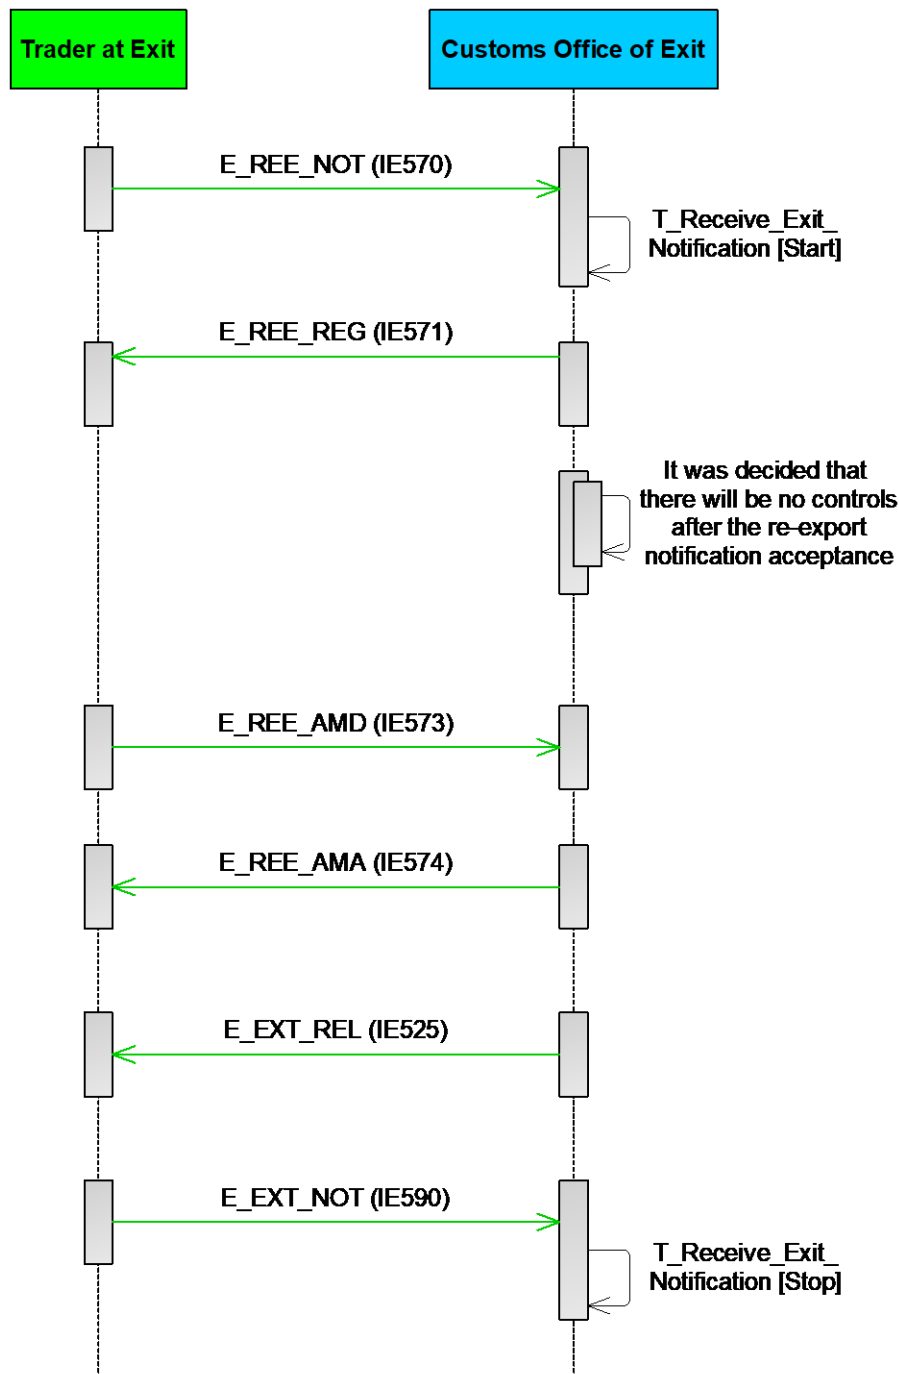 Trader at Exit
Customs Office of Exit
E_REE_NOT (IE570)
T_Receive_Exit_
Notification [Start]
E_REE_REG (IE571)
It was decided that
there will be no controls
after the re-export
notification acceptance
E_REE_AMD (IE573)
E_REE_AMA (IE574)
E_EXT_REL (IE525)
E_EXT_NOT (IE590)
T_Receive_Exit_
Notification [Stop]